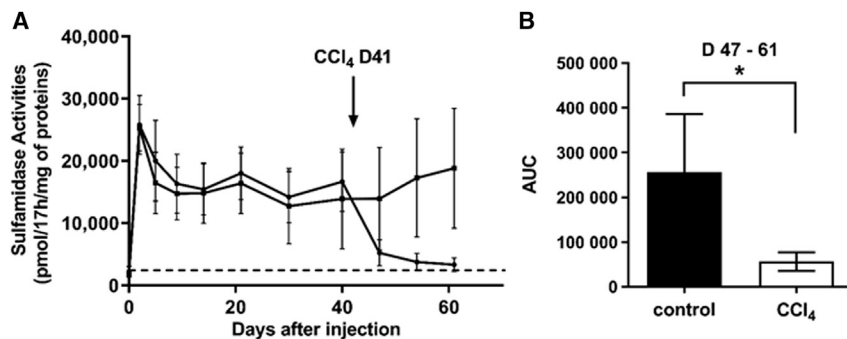 A
Sulfamidase Activities
(pmol/17h/mg of proteins)
40,000
30,000
20,000
10,000
0
CCl₄ D41
0 20 40 60
Days after injection
B
D 47 - 61
*
AUC
500 000
400 000
300 000
200 000
100 000
0
control CCl₄